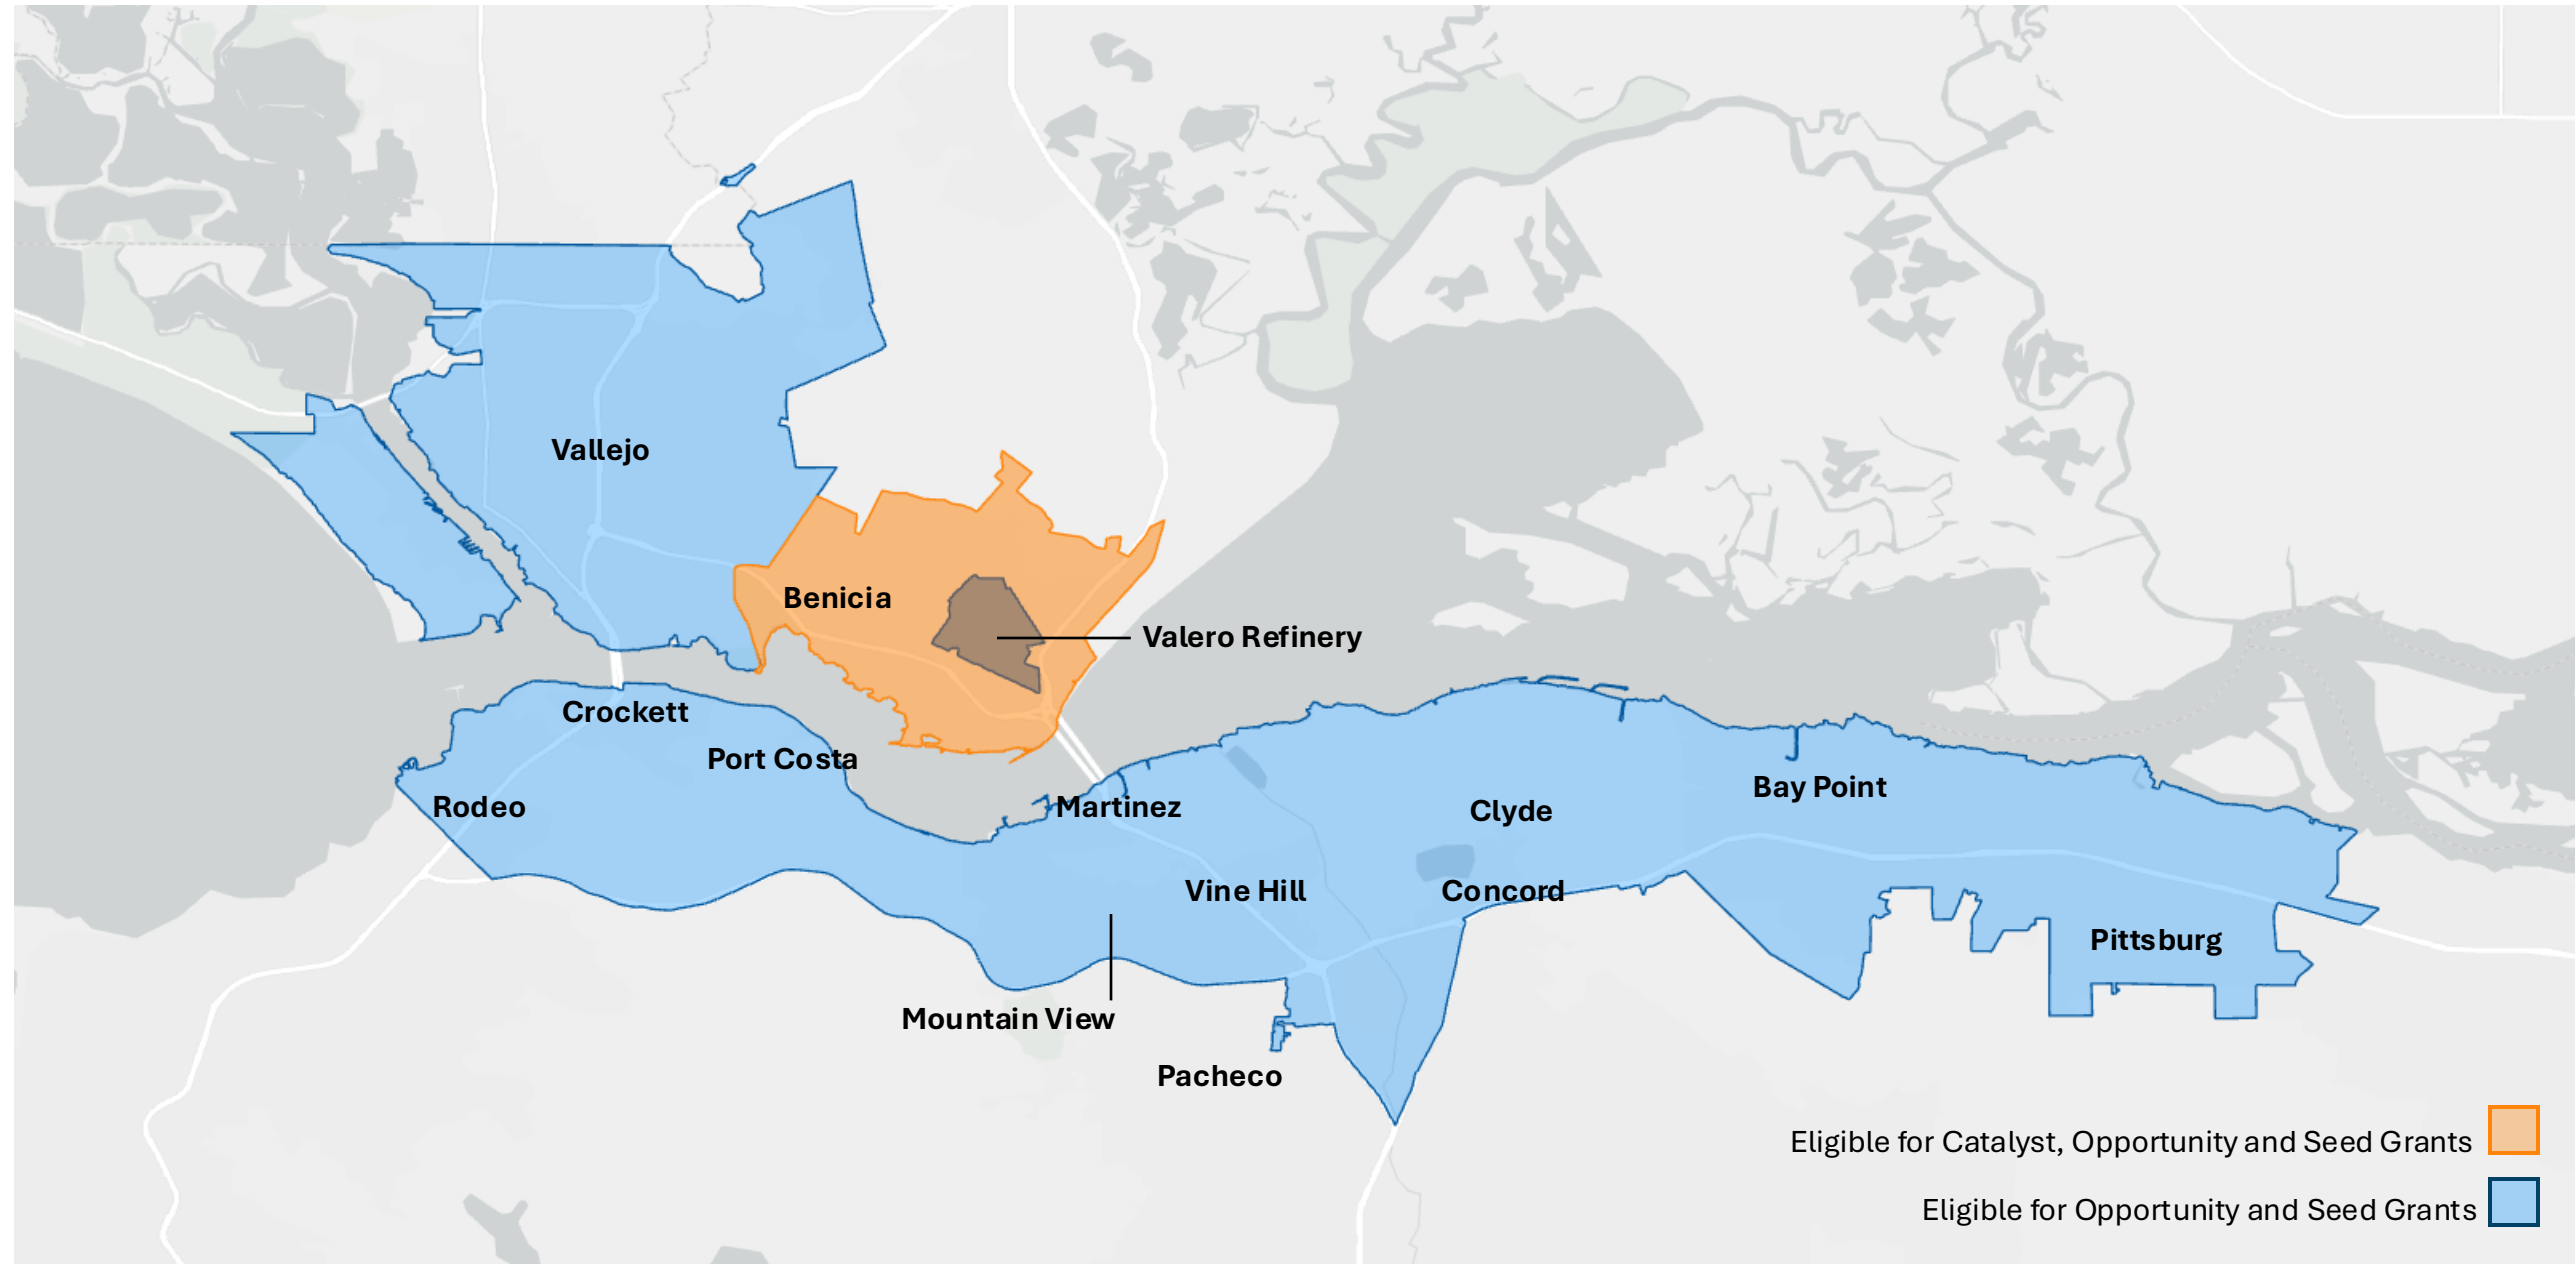 Vallejo
Benicia
Valero Refinery
Crockett
Port Costa
Rodeo
Martinez
Bay Point
Clyde
Vine Hill
Concord
Pittsburg
Mountain View
Pacheco
Eligible for Catalyst, Opportunity and Seed Grants
Eligible for Opportunity and Seed Grants